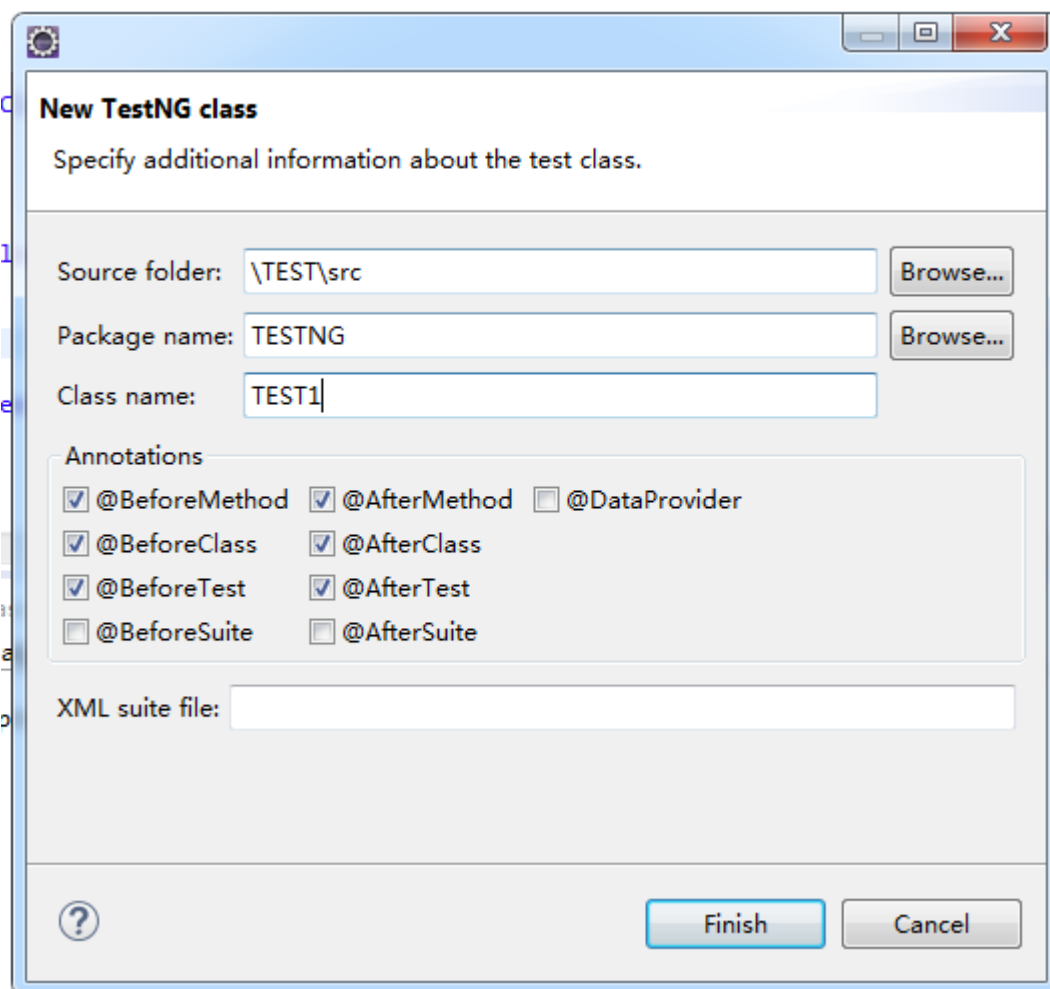 New TestNG class
Specify additional information about the test class.
Source folder: \TEST\src Browse...
Package name: TESTNG Browse...
Class name: TEST1
Annotations
@BeforeMethod @AfterMethod @DataProvider
@BeforeClass @AfterClass
@BeforeTest @AfterTest
@BeforeSuite @AfterSuite
XML suite file:
? Finish Cancel